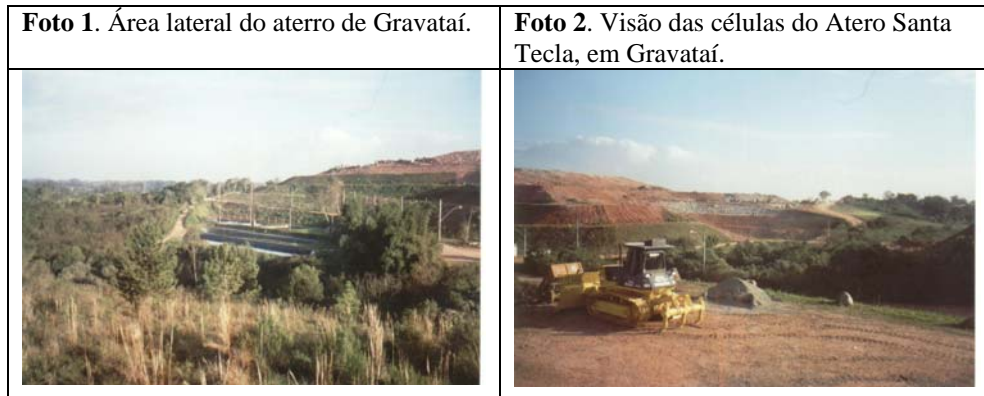 Foto 1. Área lateral do aterro de Gravataí.
Foto 2. Visão das células do Atero Santa
Tecla, em Gravataí.